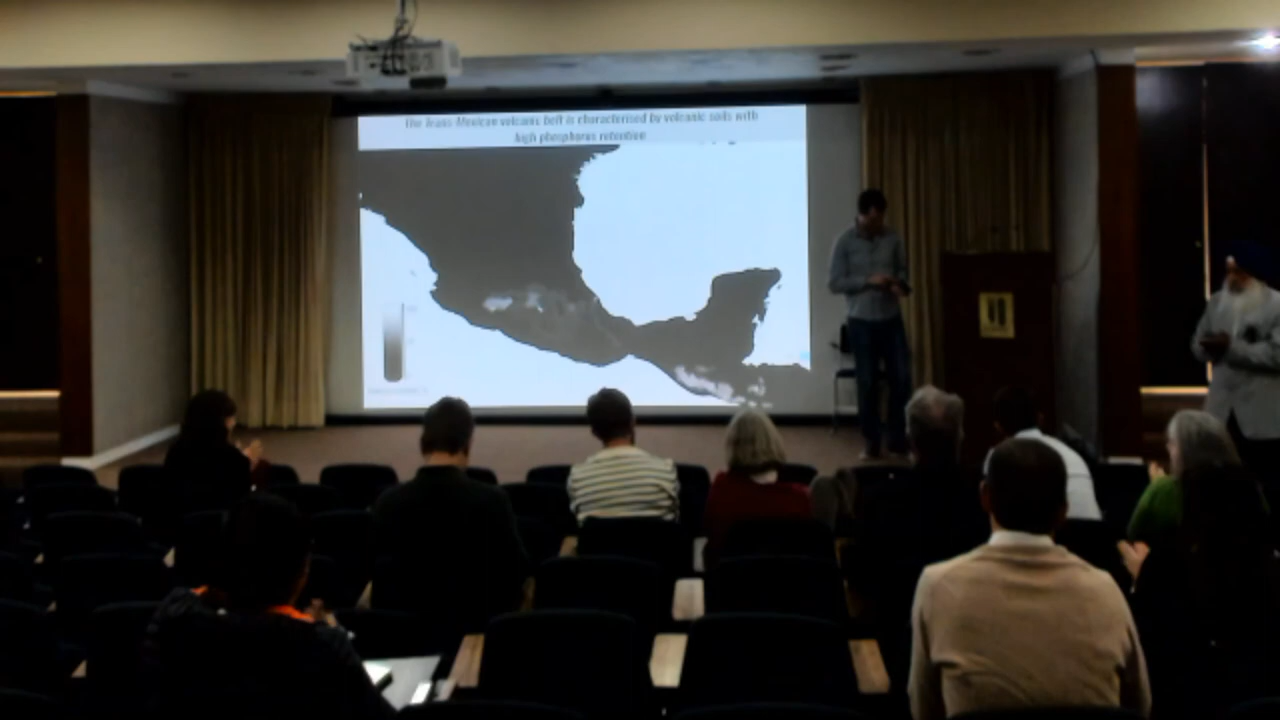 The Trans-Mexican volcanic belt is characterised by volcanic soils with
high phosphorus retention